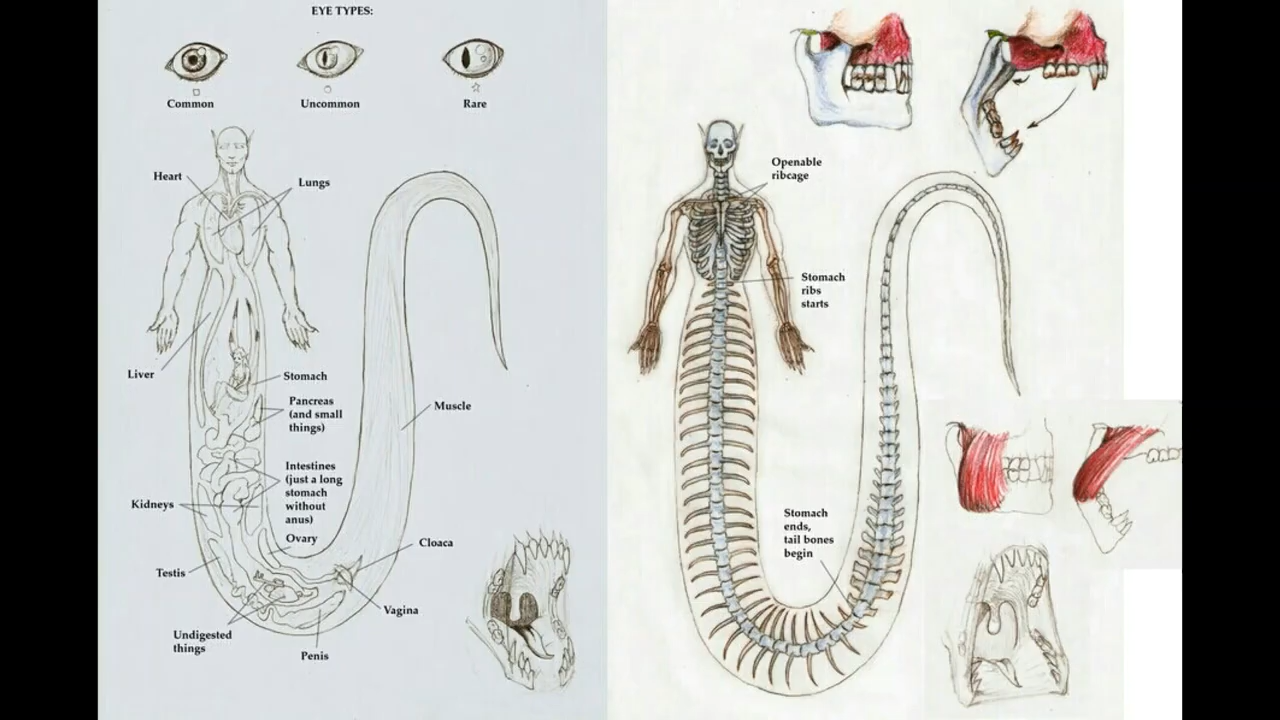 EYE TYPES:
Common
Uncommon
Rare
Heart
Lungs
Liver
Stomach
Pancreas
(and small
things)
Muscle
Intestines
(just a long
stomach
without
anus)
Kidneys
Ovary
Cloaca
Testis
Vagina
Undigested
things
Penis
Openable
ribcage
Stomach
ribs
starts
Stomach
ends,
tail bones
begin